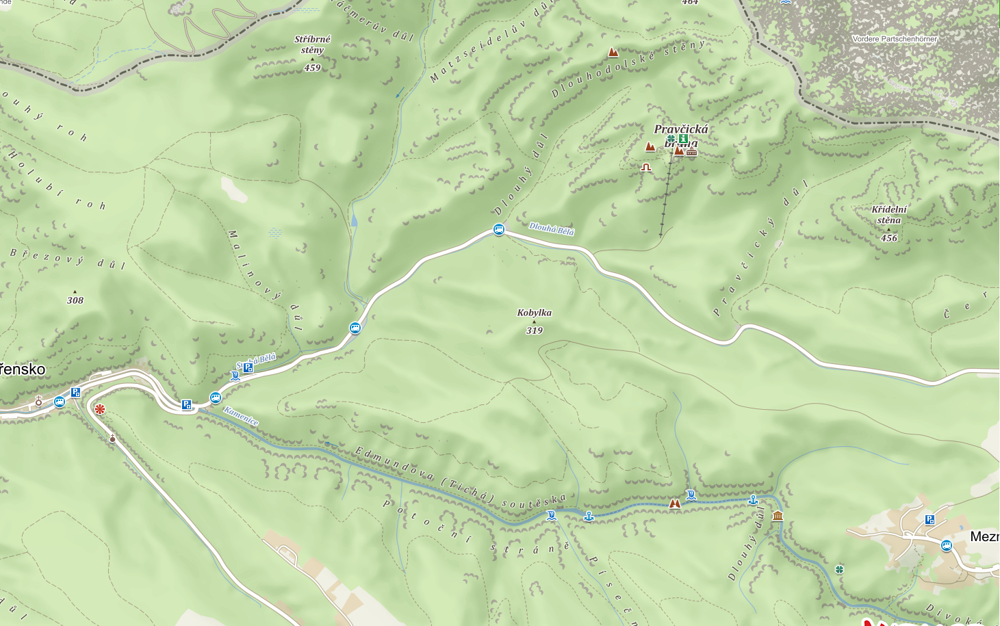 464
Stříbrné
stěny
459
Matzseidelův důl
Vordere Partschenhörner
Dlouhodolské stěny
Pravčická
brána
Dlouhý důl
Holubí roh
Křídelní
stěna
456
Pravčický důl
Dlouhá Bělá
Malinový důl
Březový důl
308
Kobylka
319
Suchá Bělá
Kamenice
Edmundova (Tichá) soutěska
Potoční stráně
Dlouhý důl